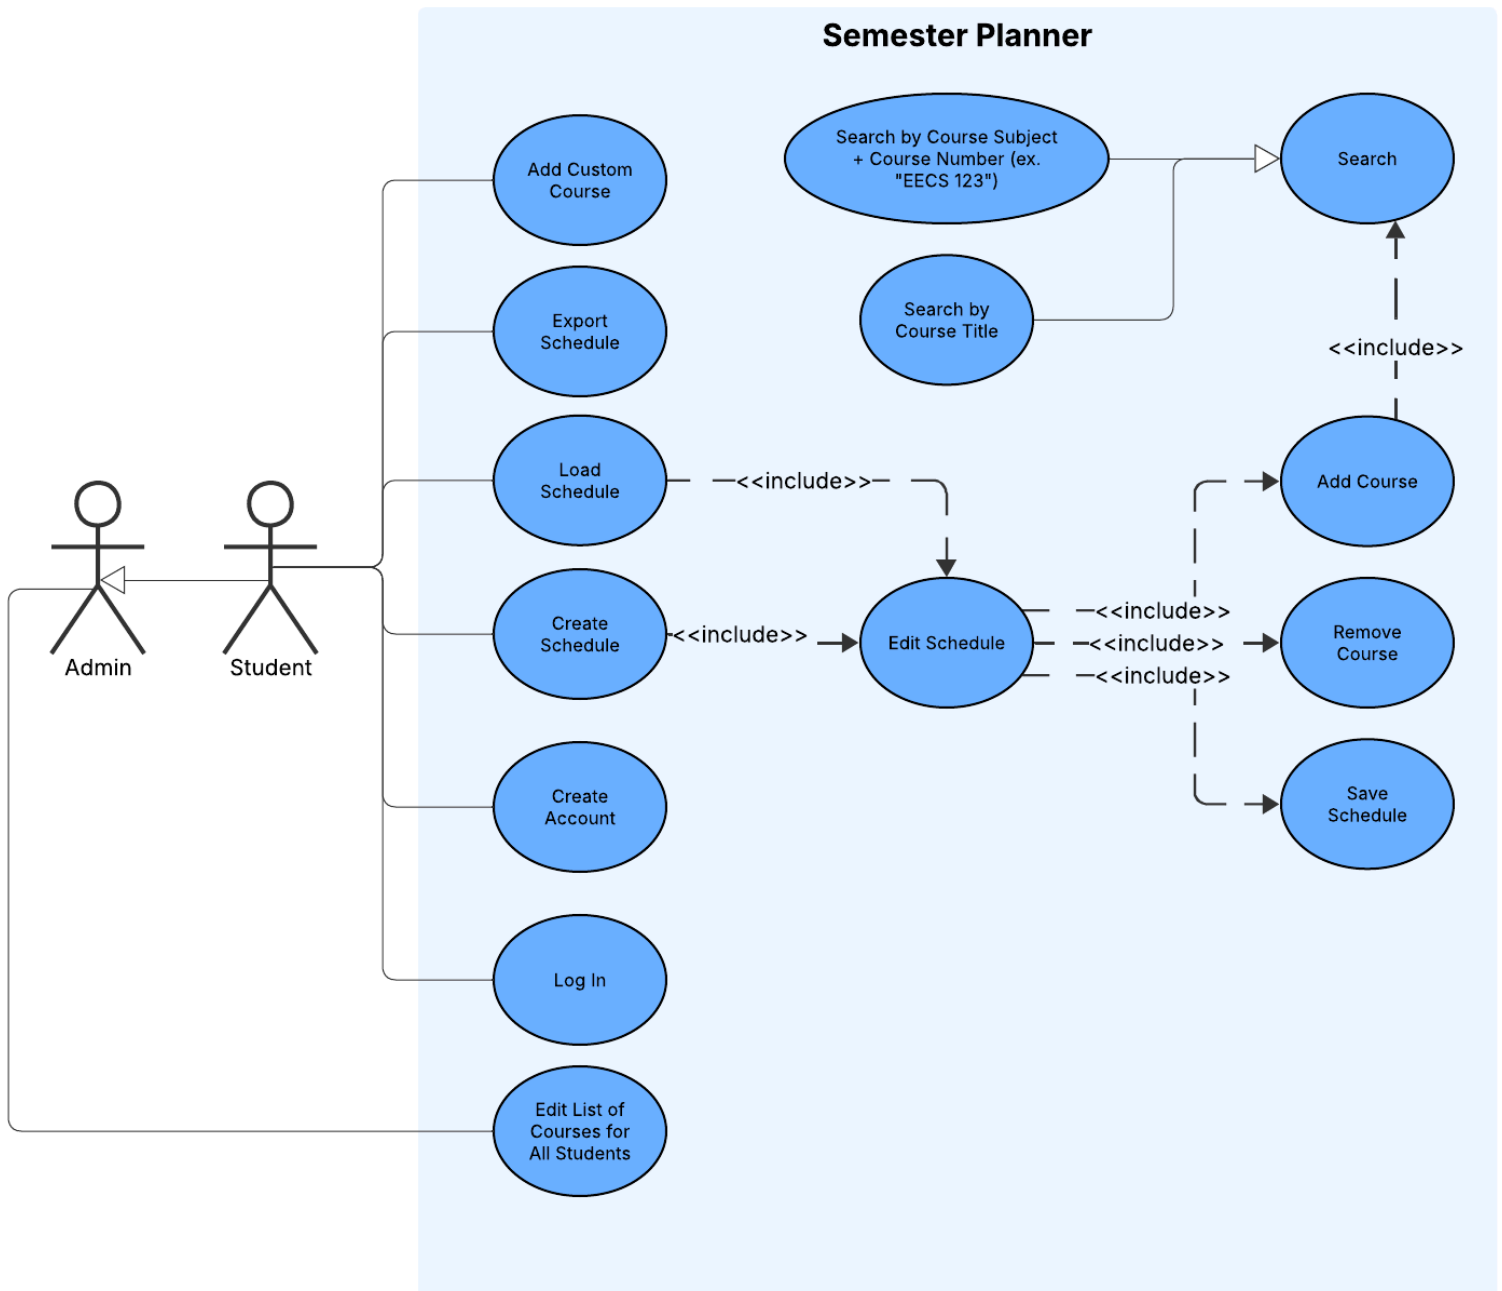 Semester Planner
Add Custom
Course
Search by Course Subject
+ Course Number (ex.
"EECS 123")
Search
Export
Schedule
Search by
Course Title
<<include>>
Load
Schedule
<<include>>
Add Course
Admin
Student
Create
Schedule
<<include>>
Edit Schedule
<<include>>
<<include>>
<<include>>
Remove
Course
Create
Account
Save
Schedule
Log In
Edit List of
Courses for
All Students